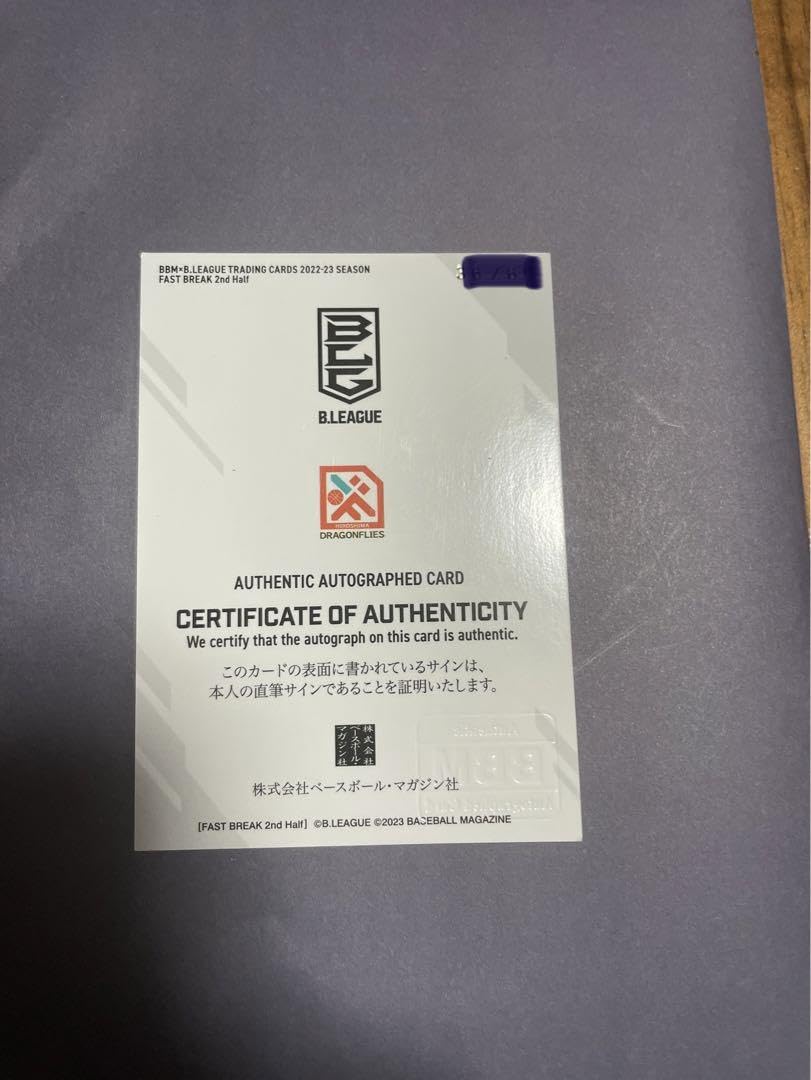 BBM×B.LEAGUE TRADING CARDS 2022-23 SEASON
FAST BREAK 2nd Half
BLG
B.LEAGUE
HIROSHIMA
DRAGONFLIES
AUTHENTIC AUTOGRAPHED CARD
CERTIFICATE OF AUTHENTICITY
We certify that the autograph on this card is authentic.
このカードの表面に書かれているサインは、
本人の直筆サインであることを証明いたします。
株式会社
ベースボール・
マガジン社
株式会社ベースボール・マガジン社
BBM
[FAST BREAK 2nd Half] ©B.LEAGUE ©2023 BASEBALL MAGAZINE